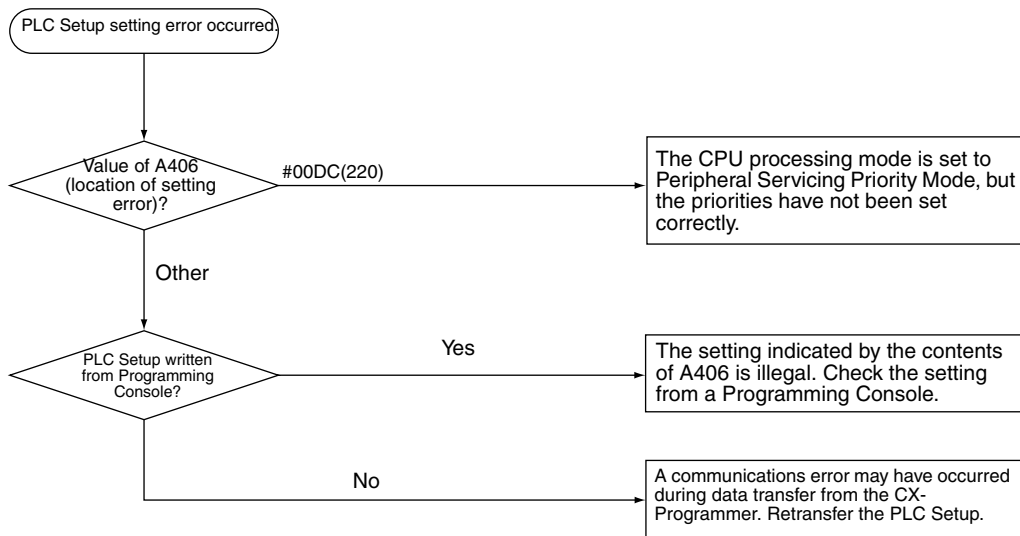 PLC Setup setting error occurred.
Value of A406
(location of setting
error)?
#00DC(220)
The CPU processing mode is set to
Peripheral Servicing Priority Mode, but
the priorities have not been set
correctly.
Other
PLC Setup written
from Programming
Console?
Yes
The setting indicated by the contents
of A406 is illegal. Check the setting
from a Programming Console.
No
A communications error may have occurred
during data transfer from the CX-
Programmer. Retransfer the PLC Setup.